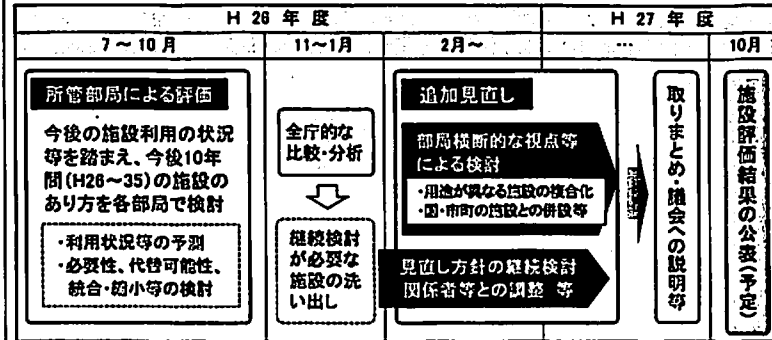 H 26 年 度
H 27 年 度
7～10月
11～1月
2月～
…
10月
所管部局による評価
今後の施設利用の状況
等を踏まえ、今後10年
間(H26～35)の施設の
あり方を各部局で検討
・利用状況等の予測
・必要性、代替可能性、
統合・縮小等の検討
全庁的な
比較・分析
継続検討
が必要な
施設の洗
い出し
追加見直し
部局横断的な視点等
による検討
・用途が異なる施設の複合化
・国・市町の施設との併設等
見直し方針の継続検討
関係者等との調整 等
取りまとめ・議会への説明等
施設評価結果の公表(予定)